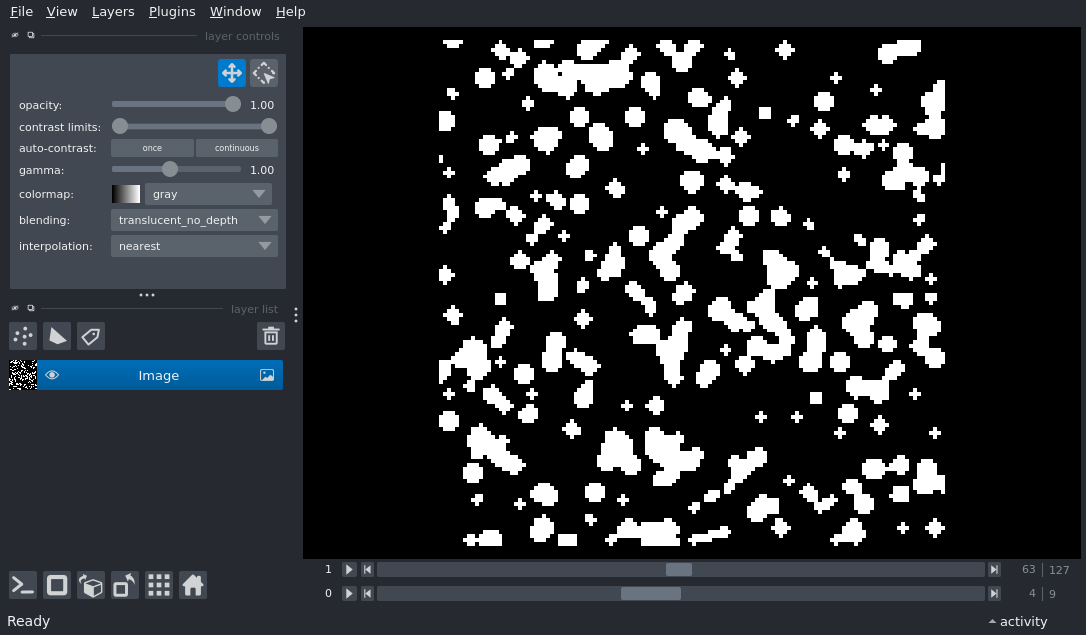 File View Layers Plugins Window Help
layer controls
opacity: 1.00
contrast limits:
auto-contrast: once continuous
gamma: 1.00
colormap: gray
blending: translucent_no_depth
interpolation: nearest
layer list
Image
1 63 127
0 4 9
Ready activity